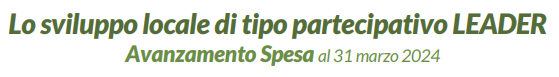 Lo sviluppo locale di tipo partecipativo LEADER
Avanzamento Spesa al 31 marzo 2024